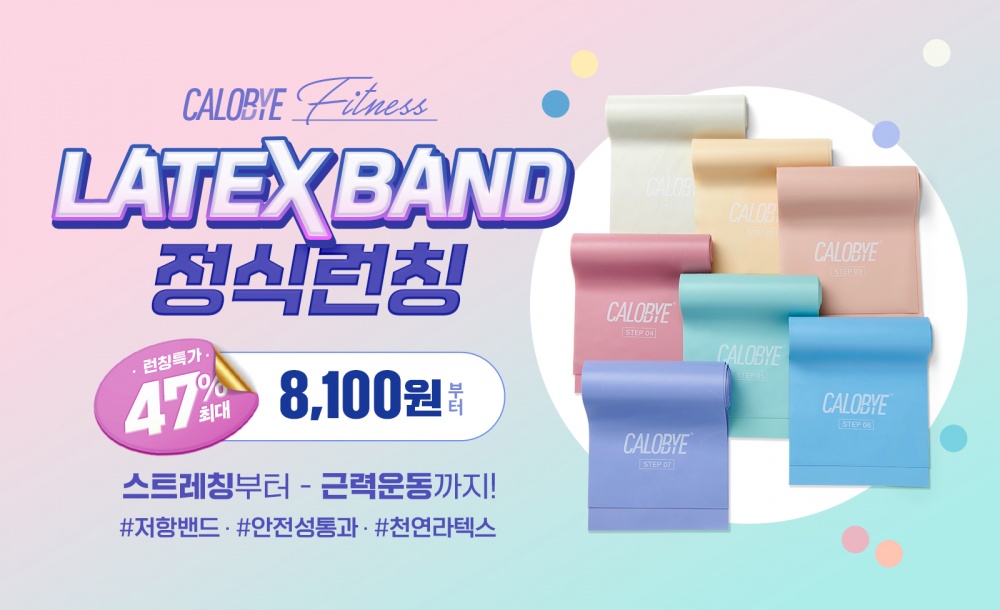 CALOBYE Fitness
LATEX BAND
정식런칭
· 런칭특가 ·
47% 최대
8,100원 부터
스트레칭부터 - 근력운동까지!
#저항밴드 · #안전성통과 · #천연라텍스
CALOBYE
CALOBYE
STEP 03
CALOBYE
STEP 04
CALOBYE
STEP 05
CALOBYE
STEP 06
CALOBYE
STEP 07